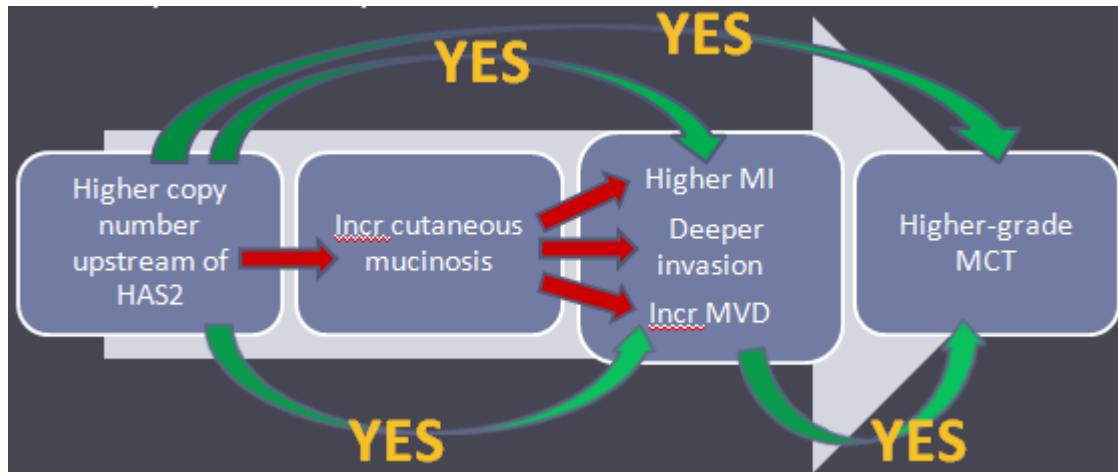 YES
YES
Higher copy
number
upstream of
HAS2
Incr cutaneous
mucinosis
Higher MI
Deeper
invasion
Incr MVD
Higher-grade
MCT
YES
YES